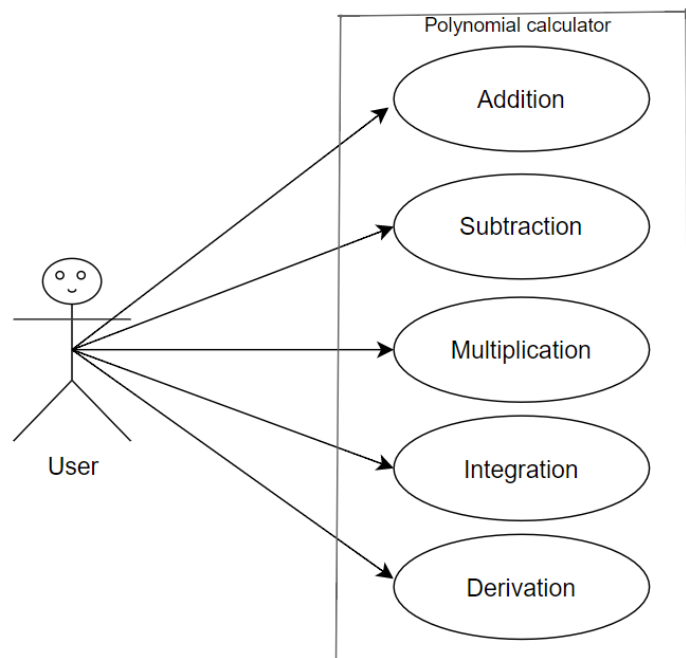 Polynomial calculator
Addition
Subtraction
Multiplication
Integration
Derivation
User